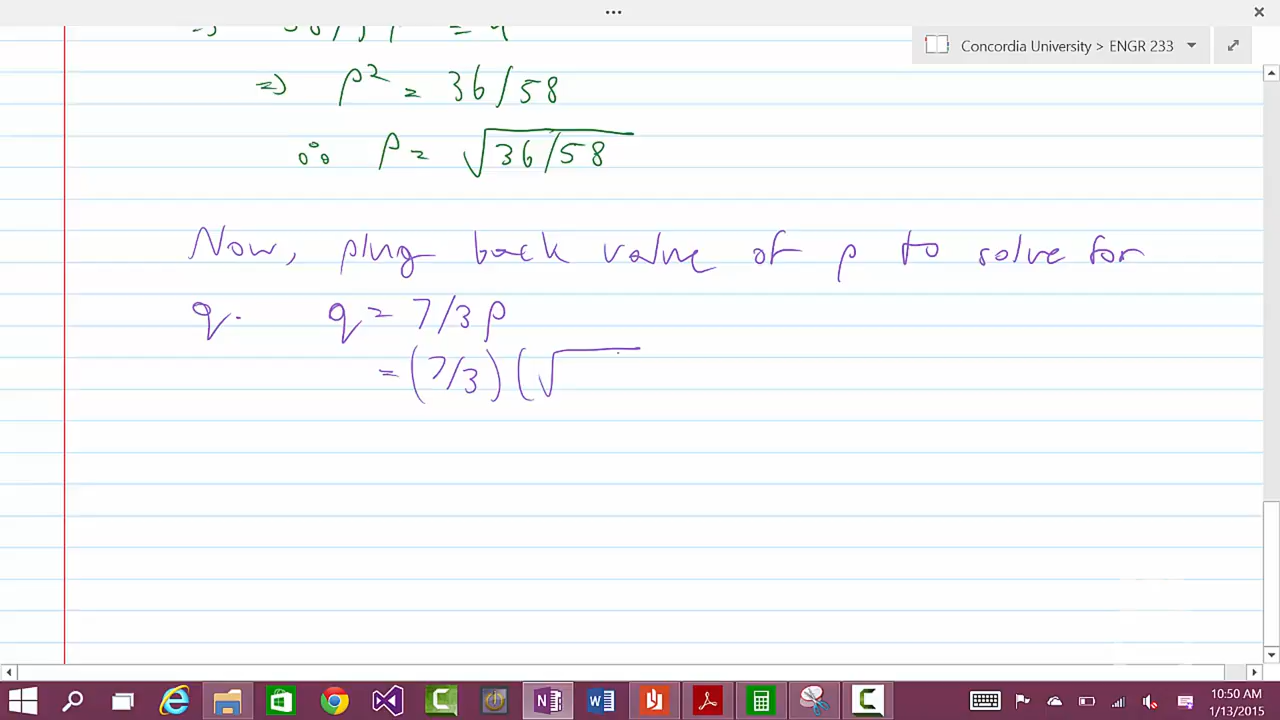 Concordia University > ENGR 233
=> ρ² = 36/58
∴ ρ = √36/58
Now, plug back value of ρ to solve for
q. q = 7/3 ρ
= (7/3) (√
10:50 AM
1/13/2015